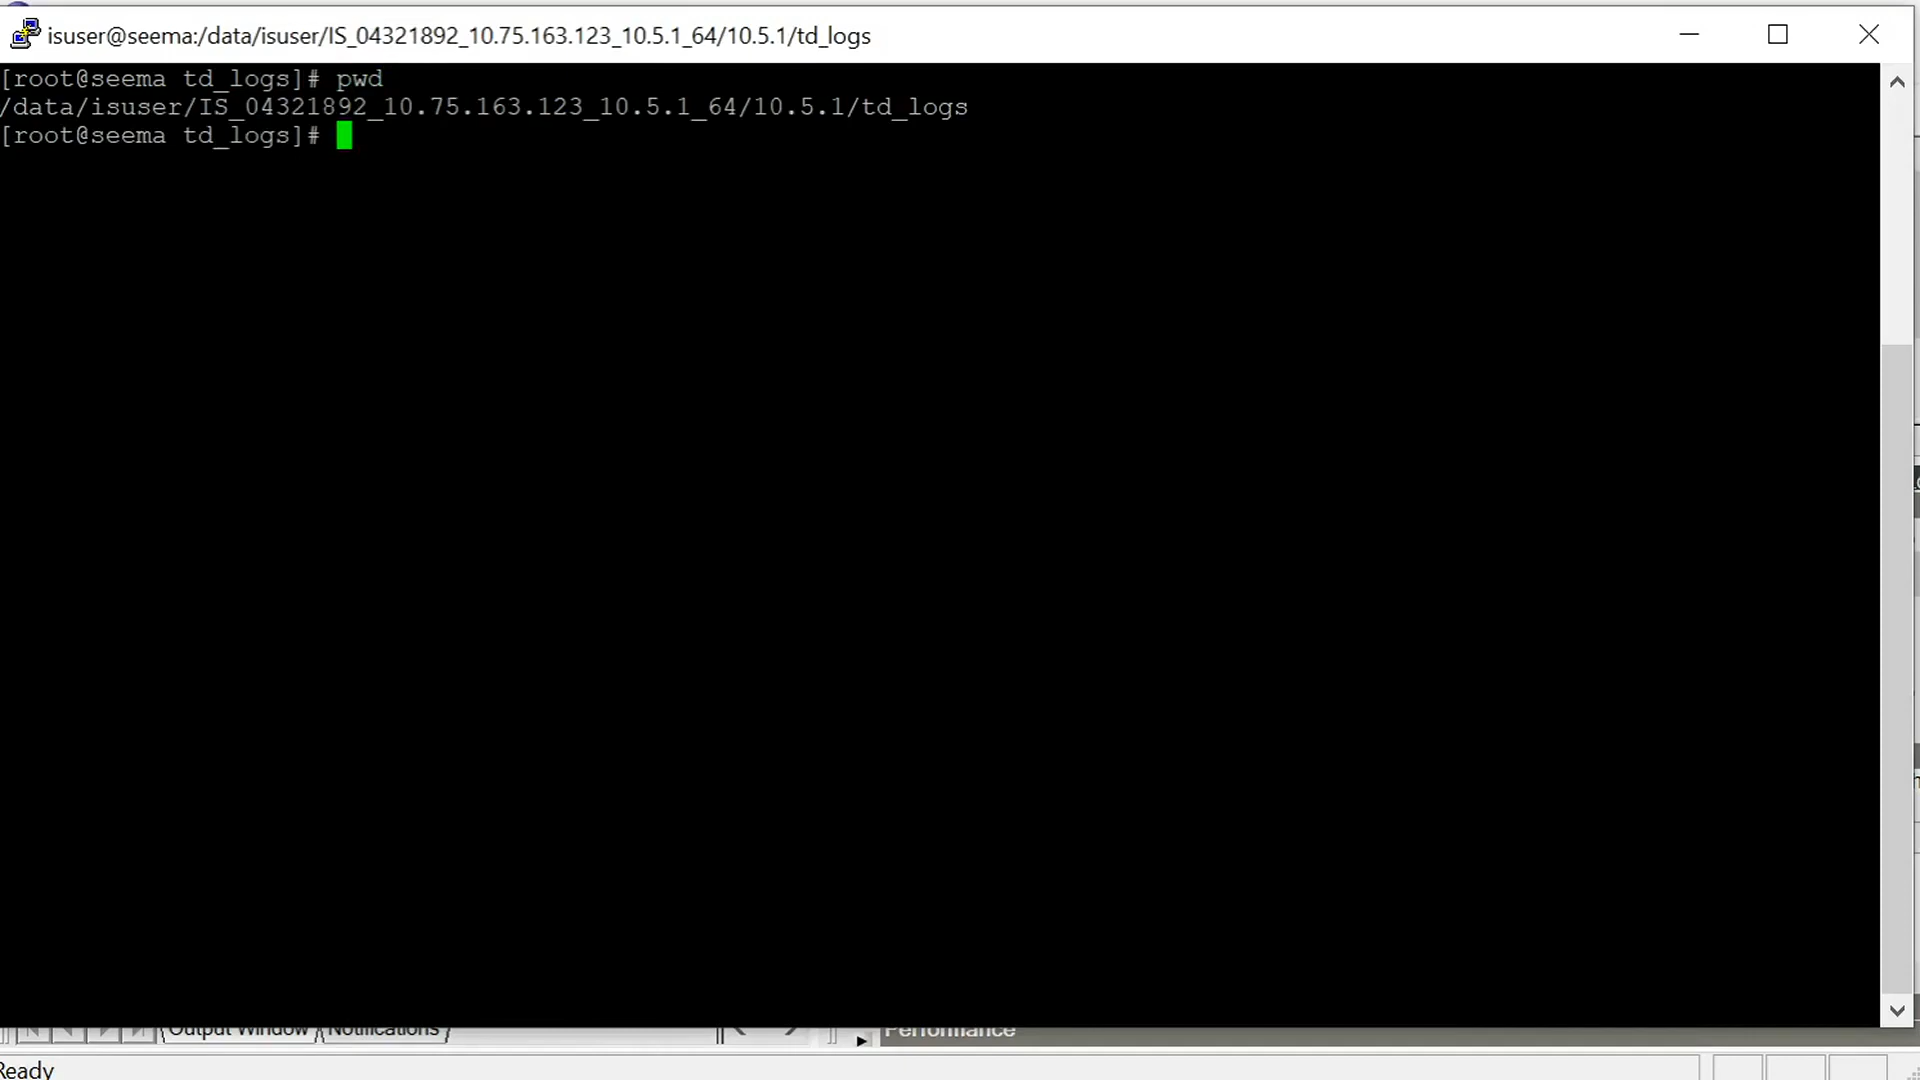 isuser@seema:/data/isuser/IS_04321892_10.75.163.123_10.5.1_64/10.5.1/td_logs
[root@seema td_logs]# pwd
/data/isuser/IS_04321892_10.75.163.123_10.5.1_64/10.5.1/td_logs
[root@seema td_logs]#
Output Window Notifications
Performance
Ready